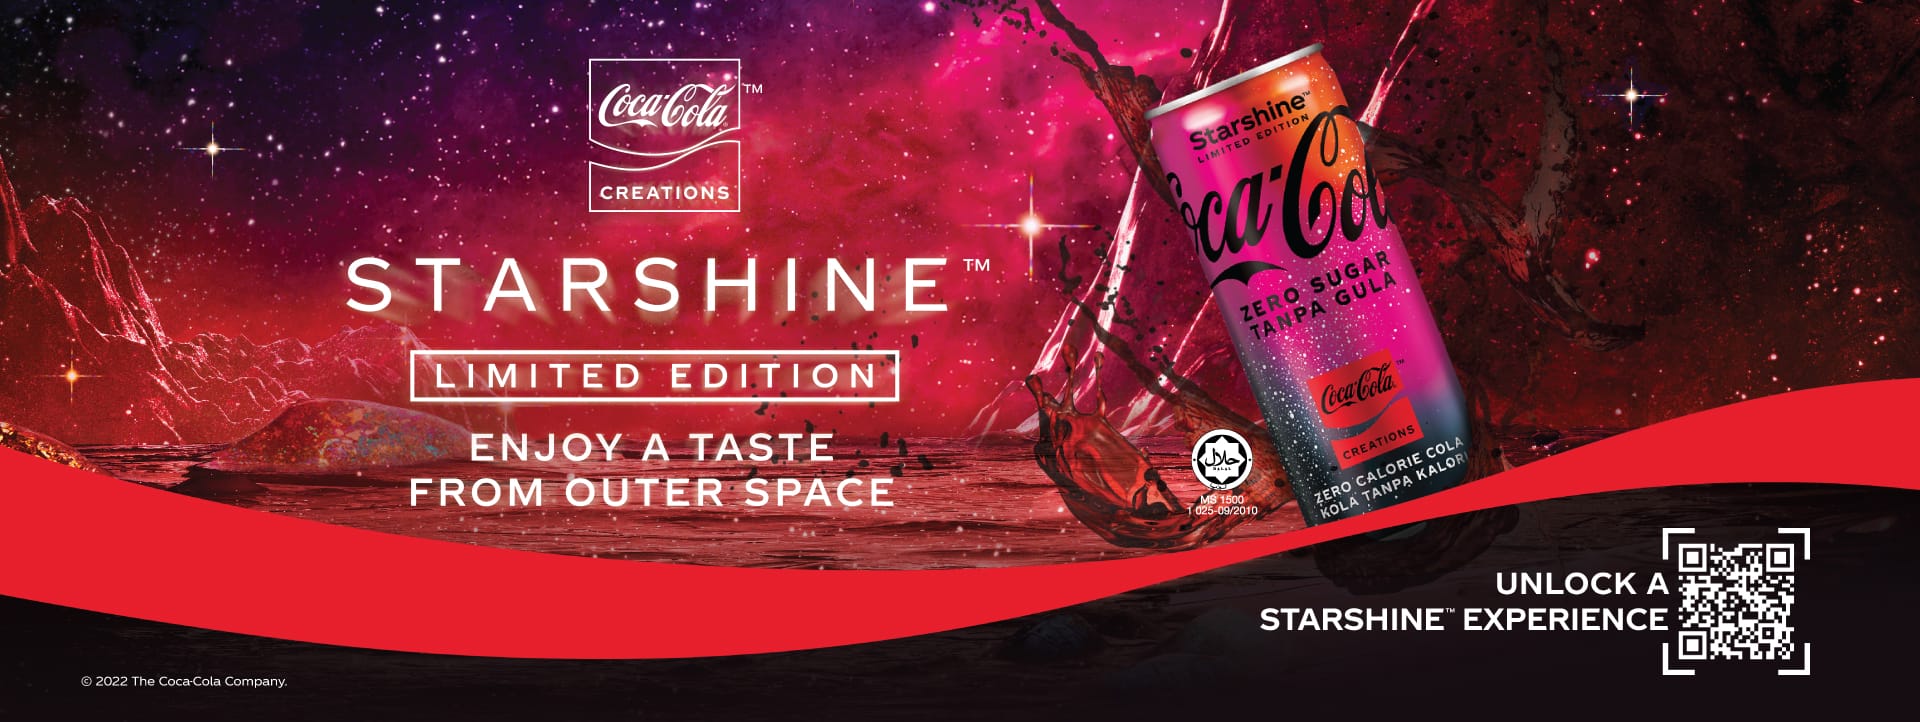 Coca-Cola™
CREATIONS
STARSHINE™
LIMITED EDITION
ENJOY A TASTE
FROM OUTER SPACE
Starshine™
LIMITED EDITION
Coca-Cola
ZERO SUGAR
TANPA GULA
Coca-Cola™
CREATIONS
ZERO CALORIE COLA
KOLA TANPA KALORI
حلال
HALAL
MS 1500
1 025-09/2010
UNLOCK A
STARSHINE™ EXPERIENCE
© 2022 The Coca-Cola Company.